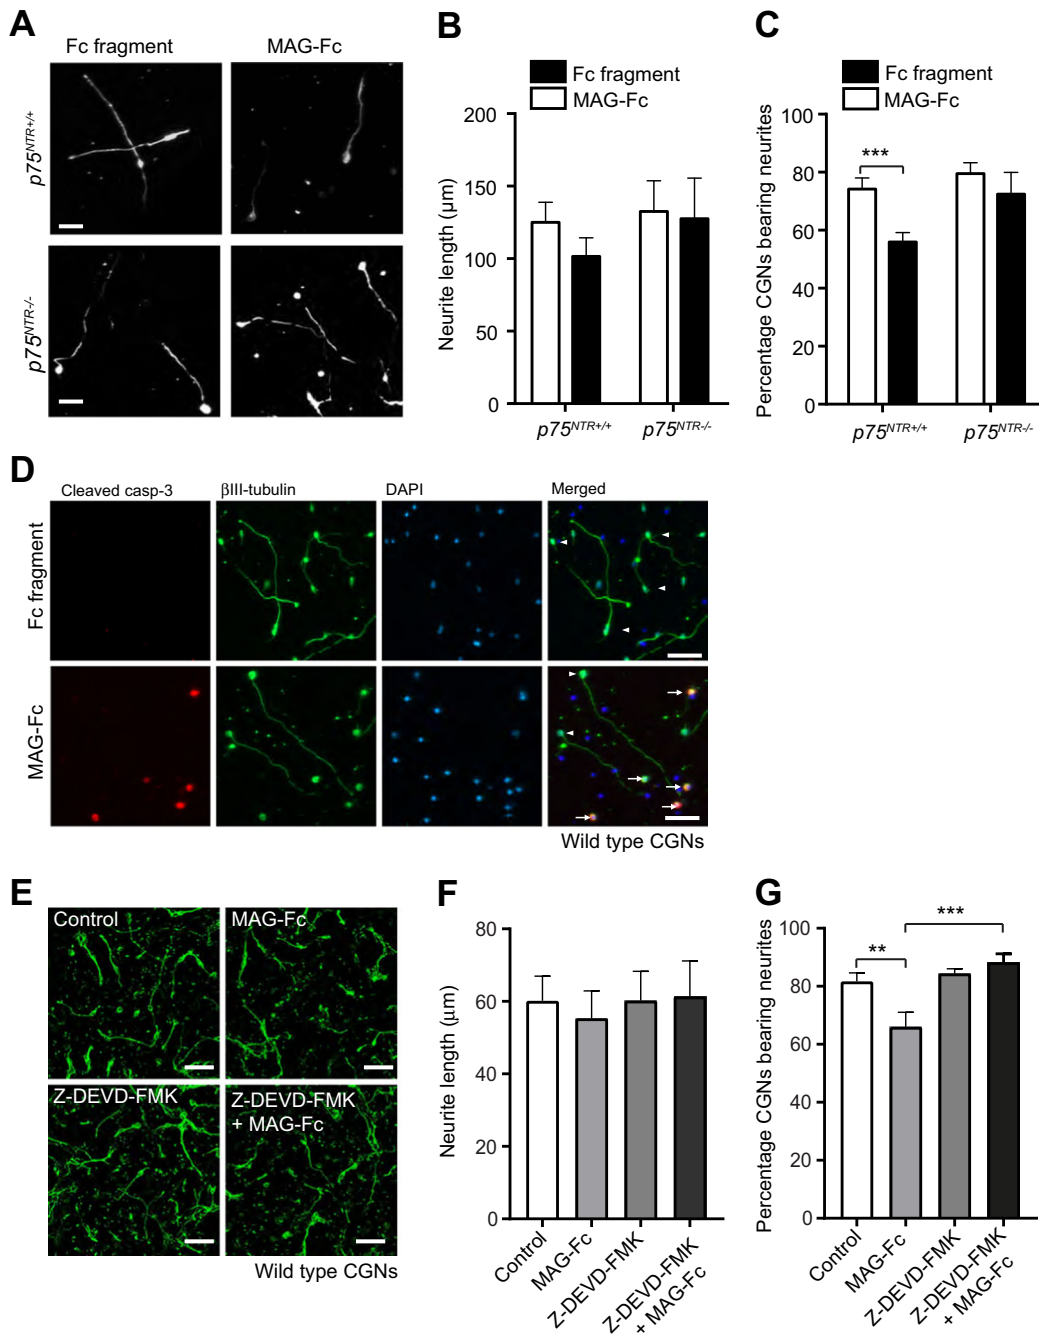 A
Fc fragment
MAG-Fc
p75NTR+/+
p75NTR-/-
B
Fc fragment
MAG-Fc
Neurite length (µm)
200
150
100
50
0
p75NTR+/+
p75NTR-/-
C
Fc fragment
MAG-Fc
Percentage CGNs bearing neurites
100
80
60
40
20
0
***
p75NTR+/+
p75NTR-/-
D
Cleaved casp-3
βIII-tubulin
DAPI
Merged
Fc fragment
MAG-Fc
Wild type CGNs
E
Control
MAG-Fc
Z-DEVD-FMK
Z-DEVD-FMK
+ MAG-Fc
Wild type CGNs
F
Neurite length (µm)
80
60
40
20
0
Control
MAG-Fc
Z-DEVD-FMK
Z-DEVD-FMK
+ MAG-Fc
G
Percentage CGNs bearing neurites
100
80
60
40
20
0
**
***
Control
MAG-Fc
Z-DEVD-FMK
Z-DEVD-FMK
+ MAG-Fc